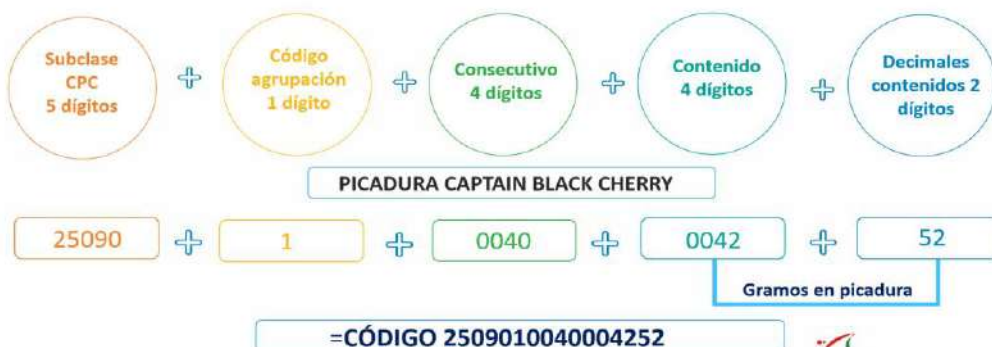 Subclase
CPC
5 dígitos
Código
agrupación
1 dígito
Consecutivo
4 dígitos
Contenido
4 dígitos
Decimales
contenidos 2
dígitos
PICADURA CAPTAIN BLACK CHERRY
25090
1
0040
0042
52
Gramos en picadura
=CÓDIGO 2509010040004252